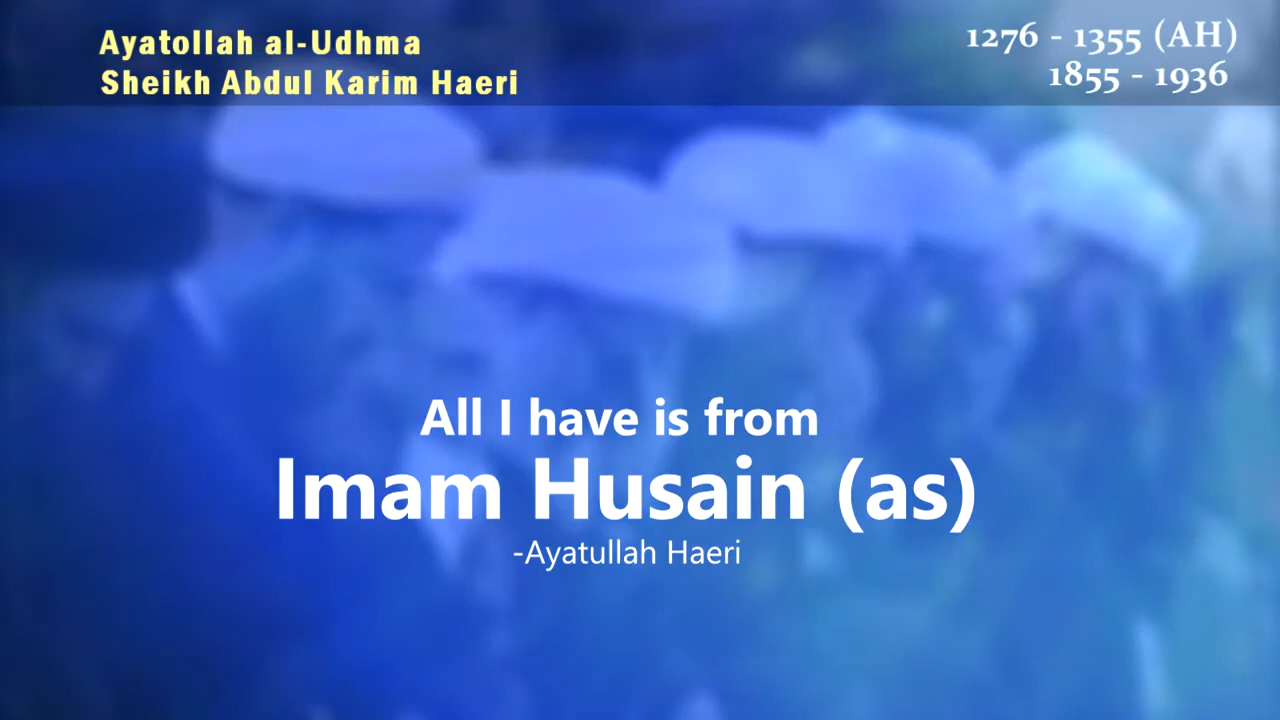 Ayatollah al-Udhma
Sheikh Abdul Karim Haeri
1276 - 1355 (AH)
1855 - 1936
All I have is from
Imam Husain (as)
-Ayatullah Haeri